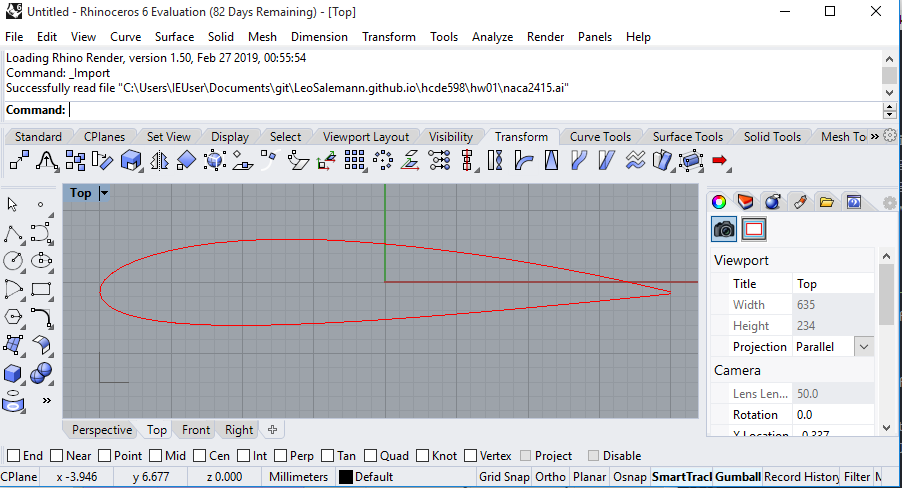 Untitled - Rhinoceros 6 Evaluation (82 Days Remaining) - [Top]
File Edit View Curve Surface Solid Mesh Dimension Transform Tools Analyze Render Panels Help
Loading Rhino Render, version 1.50, Feb 27 2019, 00:55:54
Command: _Import
Successfully read file "C:\Users\IEUser\Documents\git\LeoSalemann.github.io\hcde598\hw01\naca2415.ai"
Command:
Standard CPlanes Set View Display Select Viewport Layout Visibility Transform Curve Tools Surface Tools Solid Tools Mesh To »
Top
Viewport
Title Top
Width 635
Height 234
Projection Parallel
Camera
Lens Len... 50.0
Rotation 0.0
X Location -0.337
»
Perspective Top Front Right
End Near Point Mid Cen Int Perp Tan Quad Knot Vertex Project Disable
CPlane x -3.946 y 6.677 z 0.000 Millimeters Default Grid Snap Ortho Planar Osnap SmartTrack Gumball Record History Filter M